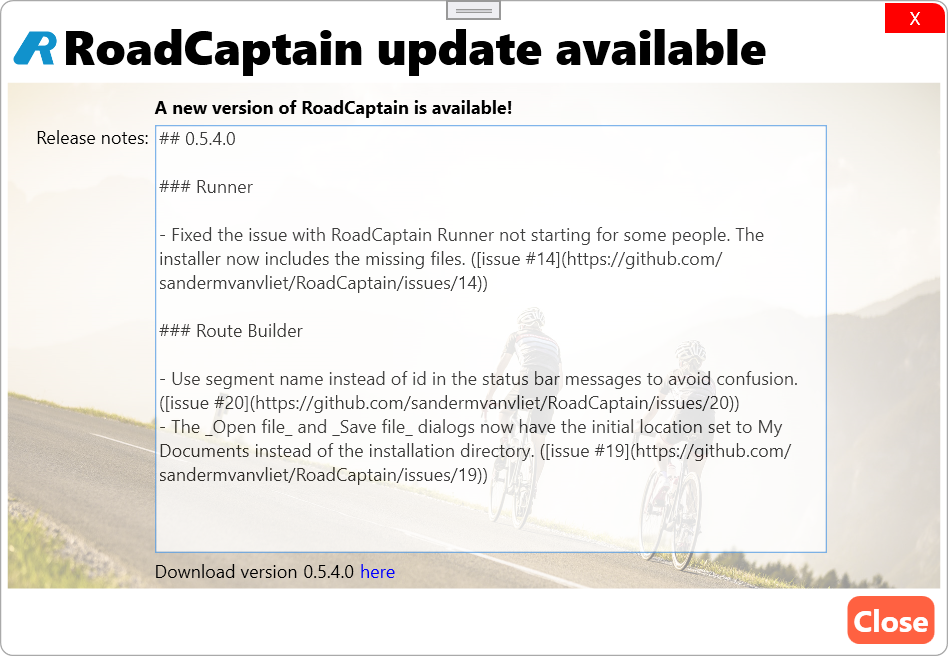 X
RoadCaptain update available
A new version of RoadCaptain is available!
Release notes:
## 0.5.4.0
### Runner
- Fixed the issue with RoadCaptain Runner not starting for some people. The
installer now includes the missing files. ([issue #14](https://github.com/
sandermvanvliet/RoadCaptain/issues/14))
### Route Builder
- Use segment name instead of id in the status bar messages to avoid confusion.
([issue #20](https://github.com/sandermvanvliet/RoadCaptain/issues/20))
- The _Open file_ and _Save file_ dialogs now have the initial location set to My
Documents instead of the installation directory. ([issue #19](https://github.com/
sandermvanvliet/RoadCaptain/issues/19))
Download version 0.5.4.0 here
Close